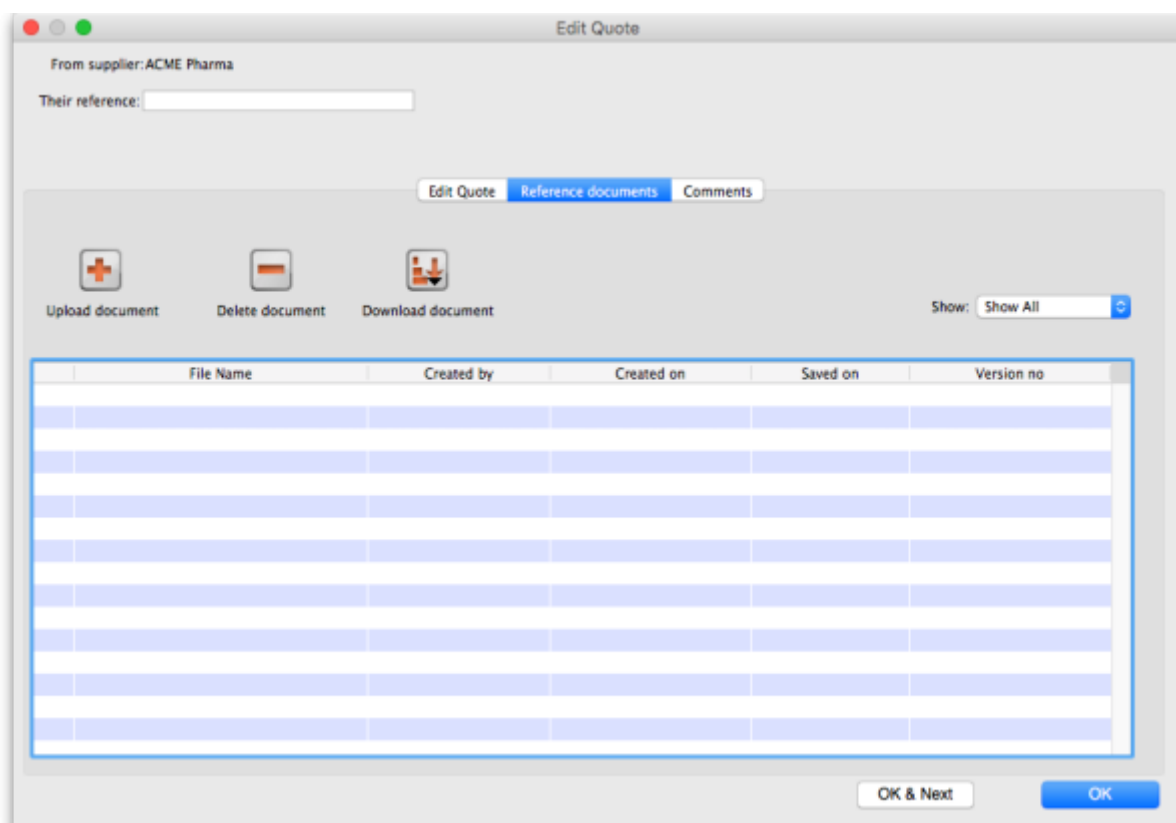 Edit Quote
From supplier:ACME Pharma
Their reference:
Edit Quote Reference documents Comments
Upload document Delete document Download document
Show: Show All
File Name Created by Created on Saved on Version no
OK & Next OK